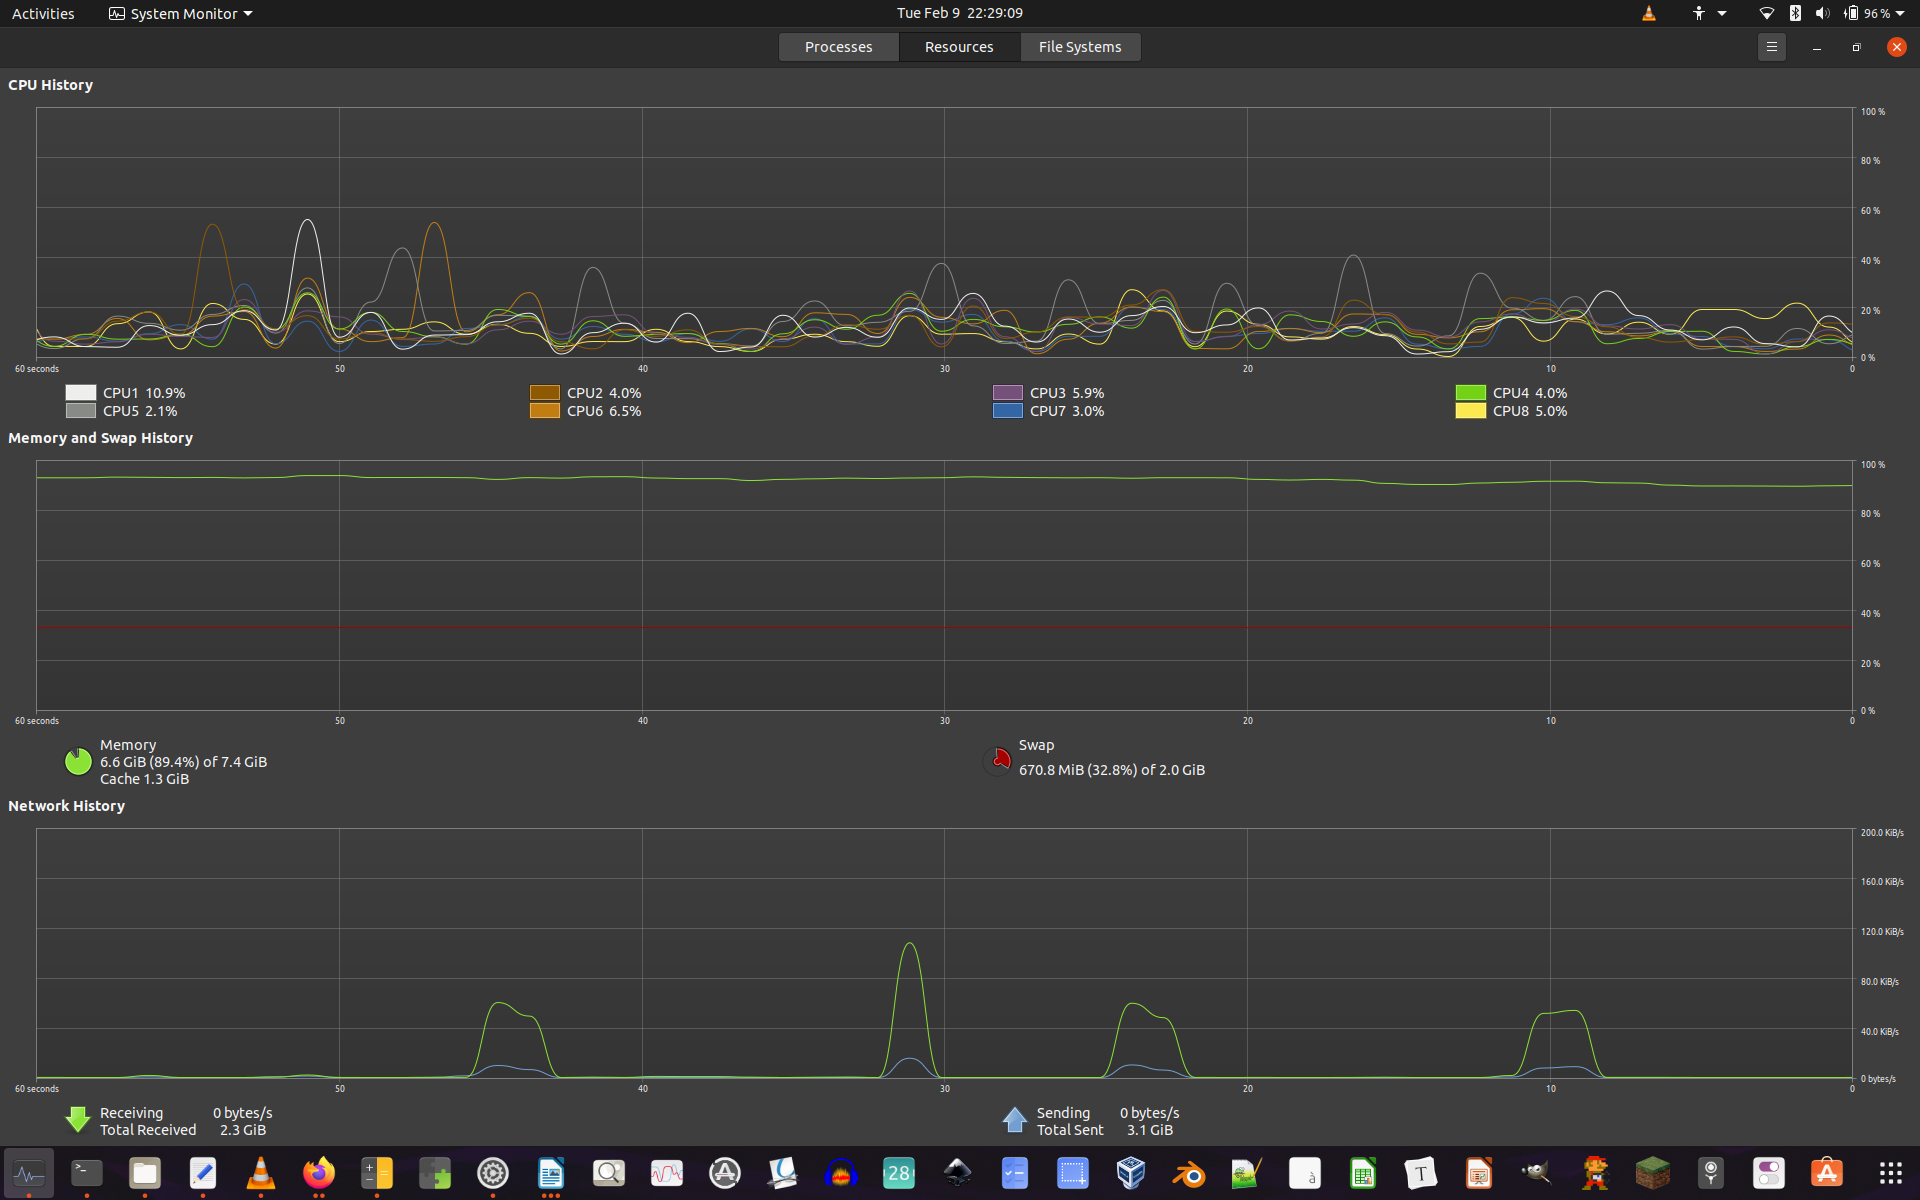 Activities System Monitor Tue Feb 9 22:29:09 96 %
Processes Resources File Systems
CPU History
100 %
80 %
60 %
40 %
20 %
0 %
60 seconds 50 40 30 20 10 0
CPU1 10.9% CPU2 4.0% CPU3 5.9% CPU4 4.0%
CPU5 2.1% CPU6 6.5% CPU7 3.0% CPU8 5.0%
Memory and Swap History
100 %
80 %
60 %
40 %
20 %
0 %
60 seconds 50 40 30 20 10 0
Memory
6.6 GiB (89.4%) of 7.4 GiB
Cache 1.3 GiB
Swap
670.8 MiB (32.8%) of 2.0 GiB
Network History
200.0 KiB/s
160.0 KiB/s
120.0 KiB/s
80.0 KiB/s
40.0 KiB/s
0 bytes/s
60 seconds 50 40 30 20 10 0
Receiving 0 bytes/s
Total Received 2.3 GiB
Sending 0 bytes/s
Total Sent 3.1 GiB
28
à
T